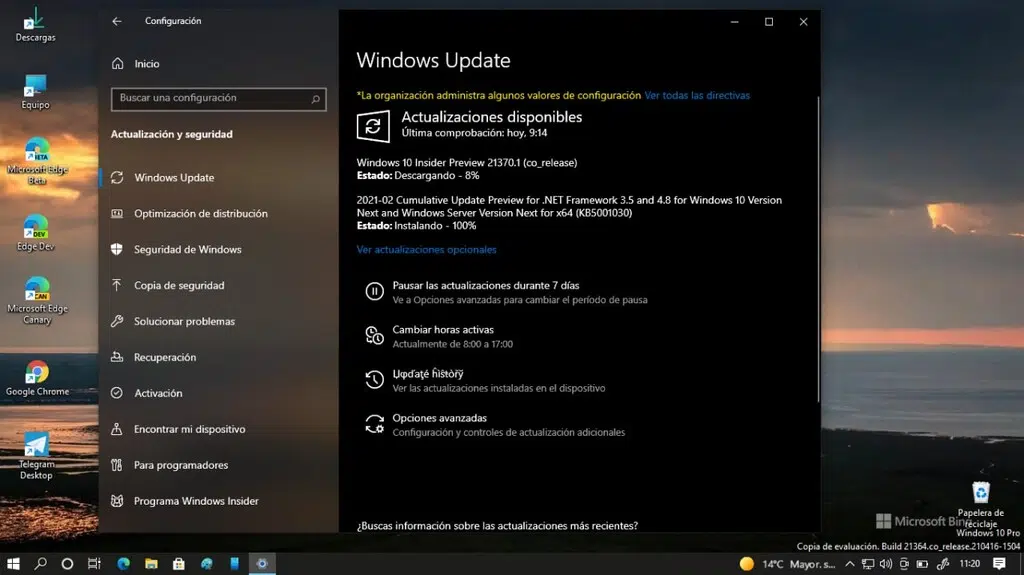 Descargas
Equipo
Microsoft Edge
Beta
Edge Dev
Microsoft Edge
Canary
Google Chrome
Telegram
Desktop
Configuración
Inicio
Buscar una configuración
Actualización y seguridad
Windows Update
Optimización de distribución
Seguridad de Windows
Copia de seguridad
Solucionar problemas
Recuperación
Activación
Encontrar mi dispositivo
Para programadores
Programa Windows Insider
Windows Update
*La organización administra algunos valores de configuración Ver todas las directivas
Actualizaciones disponibles
Última comprobación: hoy, 9:14
Windows 10 Insider Preview 21370.1 (co_release)
Estado: Descargando - 8%
2021-02 Cumulative Update Preview for .NET Framework 3.5 and 4.8 for Windows 10 Version
Next and Windows Server Version Next for x64 (KB5001030)
Estado: Instalando - 100%
Ver actualizaciones opcionales
Pausar las actualizaciones durante 7 días
Ve a Opciones avanzadas para cambiar el período de pausa
Cambiar horas activas
Actualmente de 8:00 a 17:00
Ver las actualizaciones instaladas en el dispositivo
Opciones avanzadas
Configuración y controles de actualización adicionales
¿Buscas información sobre las actualizaciones más recientes?
Microsoft Bing
Papelera de
reciclaje
Windows 10 Pro
Copia de evaluación. Build 21364.co_release.210416-1504
14°C Mayor. s... 11:20